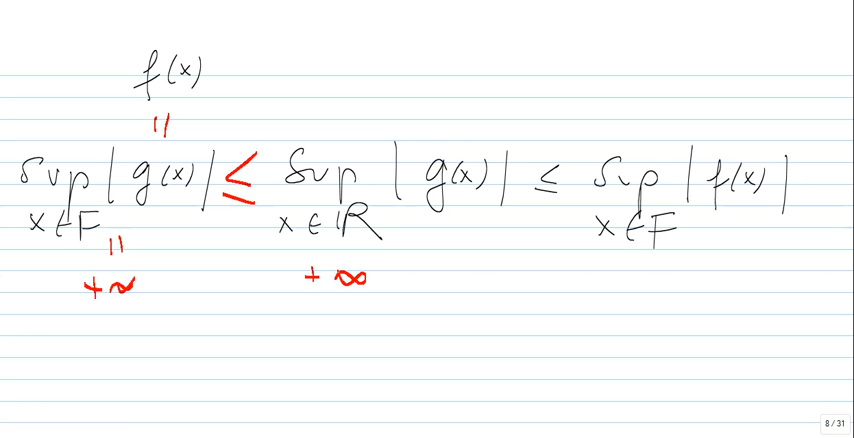 f(x)
=
sup |g(x)| ≤ sup |g(x)| ≤ sup |f(x)|
x∈F x∈ℝ x∈F
=
+∞ +∞
8 / 31